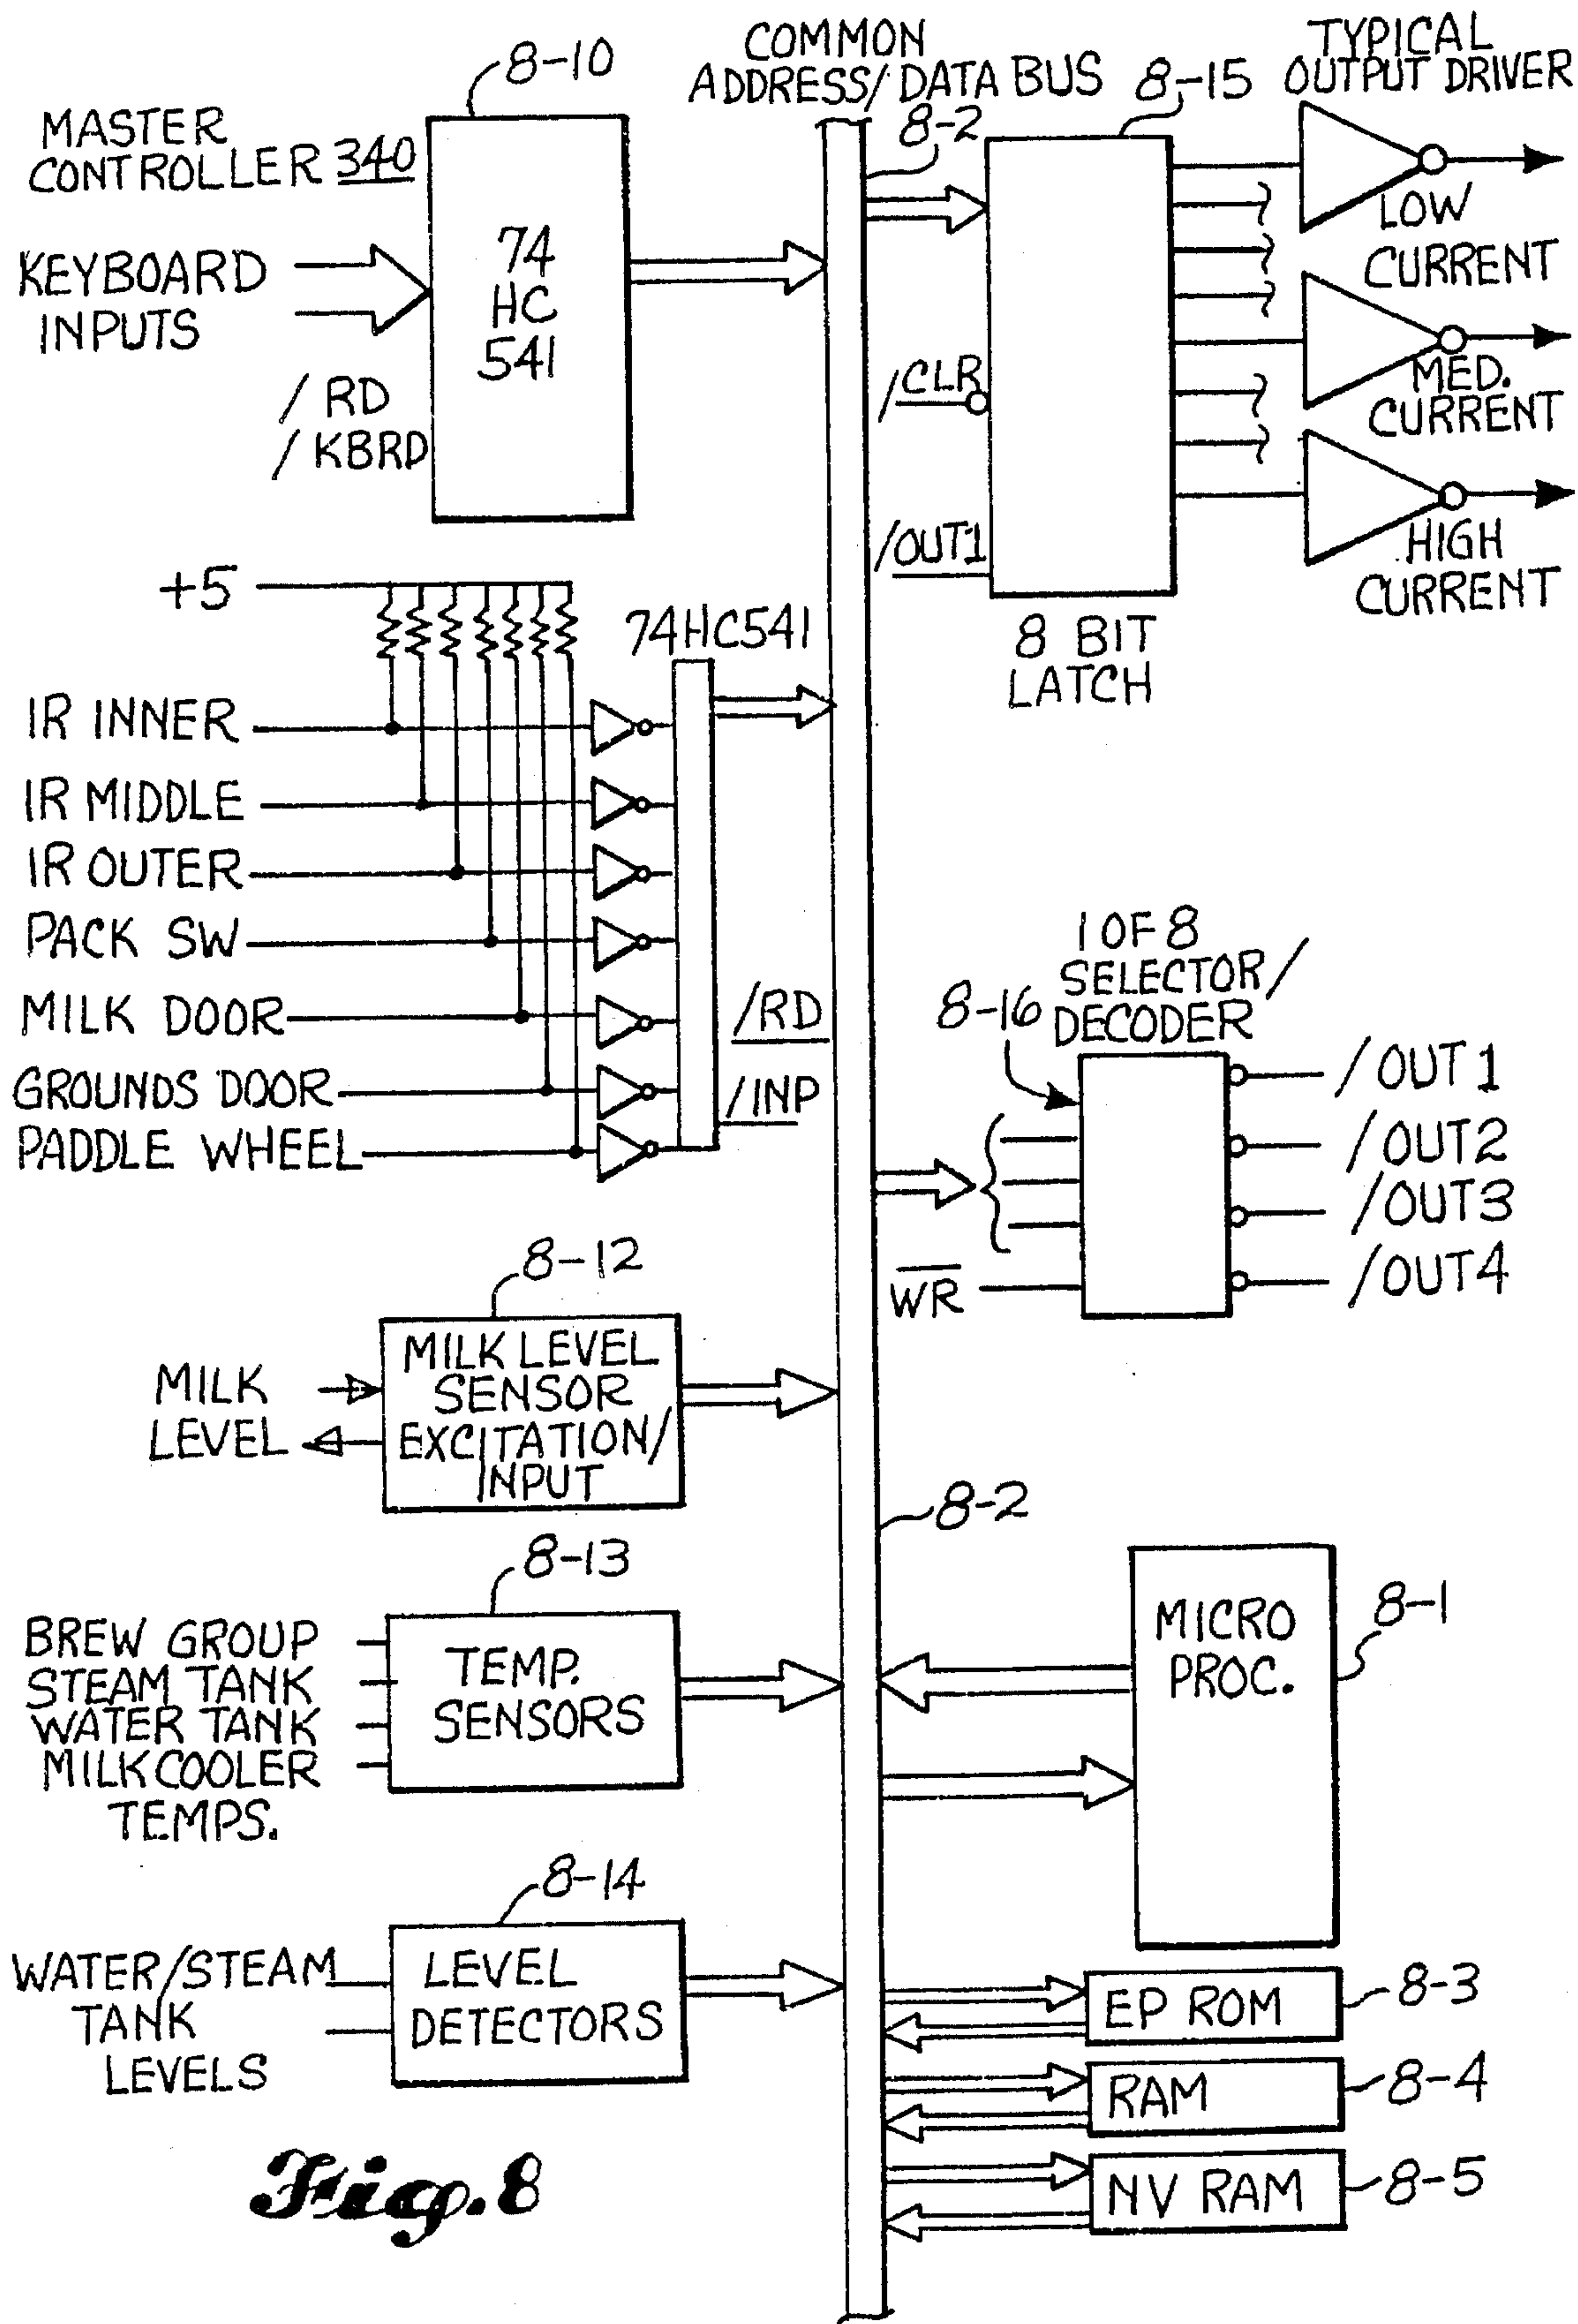 MASTER
CONTROLLER 340
8-10
KEYBOARD
INPUTS
/RD
/KBRD
74
HC
541
COMMON
ADDRESS/DATA BUS
8-2
8-15
TYPICAL
OUTPUT DRIVER
LOW
CURRENT
MED.
CURRENT
HIGH
CURRENT
/CLR
/OUT1
8 BIT
LATCH
+5
74HC541
IR INNER
IR MIDDLE
IR OUTER
PACK SW
MILK DOOR
GROUNDS DOOR
PADDLE WHEEL
/RD
/INP
1 OF 8
SELECTOR/
DECODER
8-16
WR
/OUT1
/OUT2
/OUT3
/OUT4
8-12
MILK
LEVEL
MILK LEVEL
SENSOR
EXCITATION/
INPUT
8-2
8-13
BREW GROUP
STEAM TANK
WATER TANK
MILK COOLER
TEMPS.
TEMP.
SENSORS
MICRO
PROC.
8-1
8-14
WATER/STEAM
TANK
LEVELS
LEVEL
DETECTORS
EP ROM
8-3
RAM
8-4
NV RAM
8-5
Fig. 8